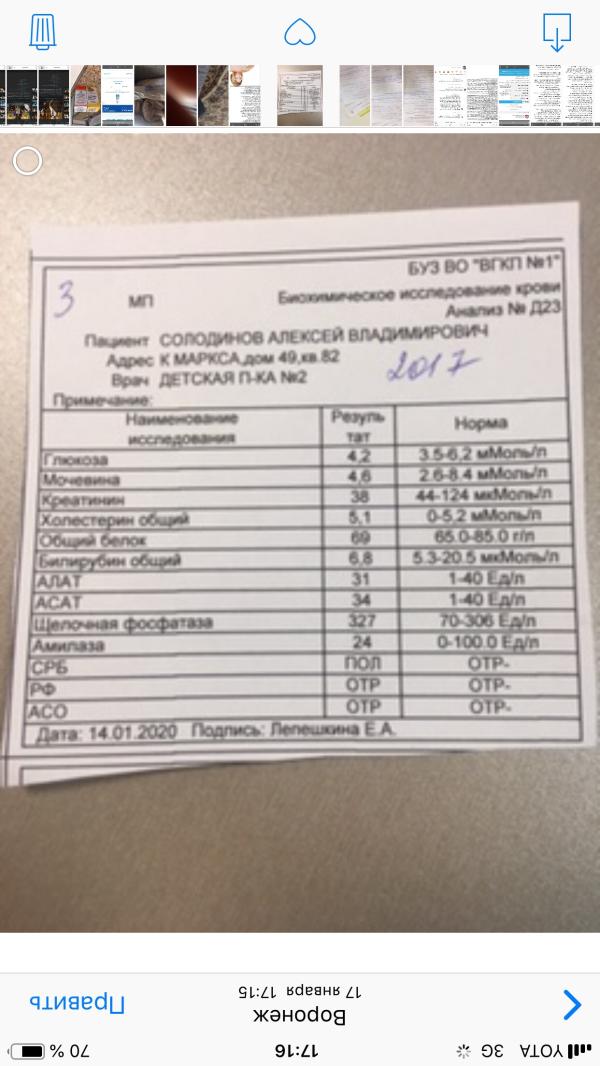 БУЗ ВО "ВГКП №1"
3 МП Биохимическое исследование крови
Анализ № Д23
Пациент СОЛОДИНОВ АЛЕКСЕЙ ВЛАДИМИРОВИЧ
Адрес К МАРКСА,дом 49,кв.82
Врач ДЕТСКАЯ П-КА №2
2017
Примечание:
Наименование исследования Резуль тат Норма
Глюкоза 4,2 3.5-6,2 мМоль/л
Мочевина 4,6 2.6-8.4 мМоль/л
Креатинин 38 44-124 мкМоль/л
Холестерин общий 5,1 0-5,2 мМоль/л
Общий белок 69 65.0-85.0 г/л
Билирубин общий 6,8 5.3-20.5 мкМоль/л
АЛАТ 31 1-40 Ед/л
АСАТ 34 1-40 Ед/л
Щелочная фосфатаза 327 70-306 Ед/л
Амилаза 24 0-100.0 Ед/л
СРБ ПОЛ ОТР-
РФ ОТР ОТР-
АСО ОТР ОТР-
Дата: 14.01.2020 Подпись: Лепешкина Е.А.
YOTA 3G 17:16 70 %
Воронеж
17 января 17:15
Править